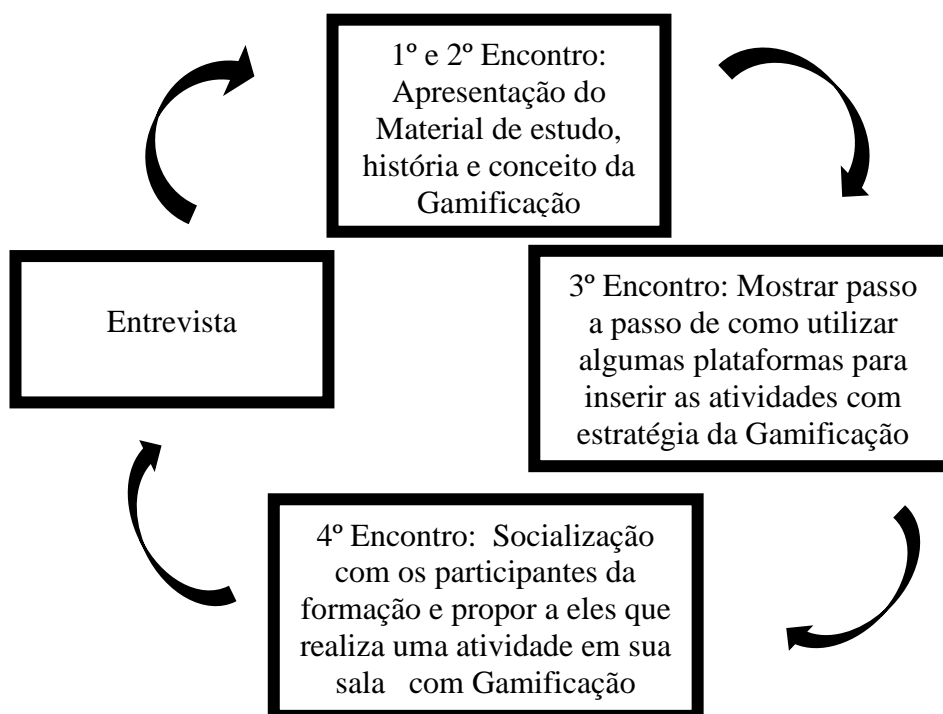 1º e 2º Encontro:
Apresentação do
Material de estudo,
história e conceito da
Gamificação
3º Encontro: Mostrar passo
a passo de como utilizar
algumas plataformas para
inserir as atividades com
estratégia da Gamificação
4º Encontro:  Socialização
com os participantes da
formação e propor a eles que
realiza uma atividade em sua
sala   com Gamificação
Entrevista